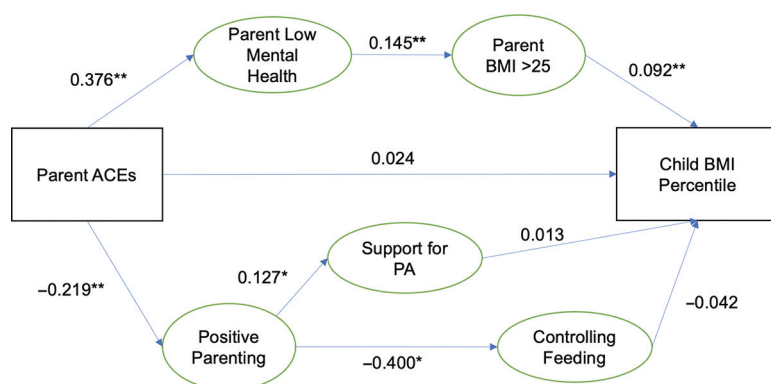 Parent Low
Mental
Health
0.145**
Parent
BMI >25
0.376**
0.092**
Parent ACEs
0.024
Child BMI
Percentile
Support for
PA
0.013
−0.219**
0.127*
Positive
Parenting
−0.400*
Controlling
Feeding
−0.042